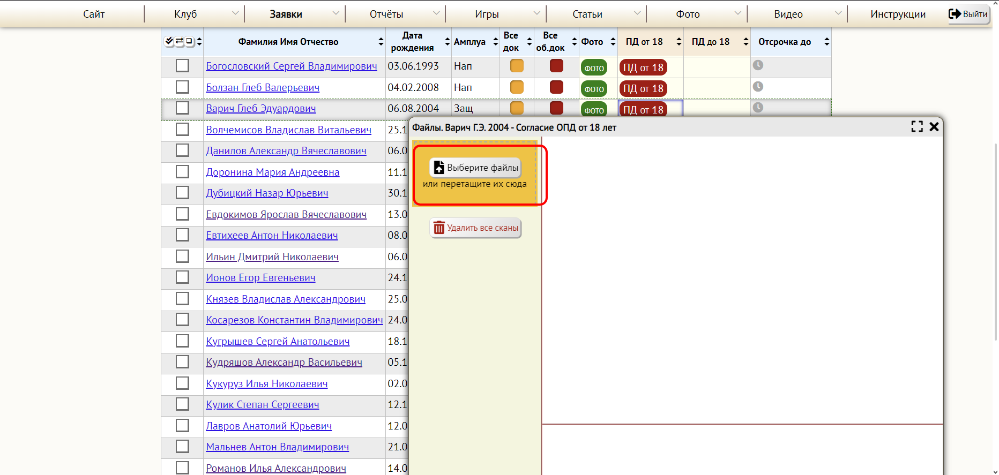 Сайт
Клуб
Заявки
Отчёты
Игры
Статьи
Фото
Видео
Инструкции
Выйти
Фамилия Имя Отчество
Дата рождения
Амплуа
Все док
Все об.док
Фото
ПД от 18
ПД до 18
Отсрочка до
Богословский Сергей Владимирович 03.06.1993 Нап фото ПД от 18
Болзан Глеб Валерьевич 04.02.2008 Нап фото ПД от 18
Варич Глеб Эдуардович 06.08.2004 Защ фото ПД от 18
Волчемисов Владислав Витальевич 25.1
Данилов Александр Вячеславович 06.0
Доронина Мария Андреевна 11.1
Дубицкий Назар Юрьевич 30.1
Евдокимов Ярослав Вячеславович 13.0
Евтихеев Антон Николаевич 08.0
Ильин Дмитрий Николаевич 06.0
Ионов Егор Евгеньевич 24.1
Князев Владислав Александрович 25.0
Косарезов Константин Владимирович 24.0
Кугрышев Сергей Анатольевич 18.1
Кудряшов Александр Васильевич 05.1
Кукуруз Илья Николаевич 02.0
Кулик Степан Сергеевич 12.1
Лавров Анатолий Юрьевич 12.0
Мальнев Антон Владимирович 21.0
Романов Илья Александрович 14.0
Файлы. Варич Г.Э. 2004 - Согласие ОПД от 18 лет
Выберите файлы
или перетащите их сюда
Удалить все сканы